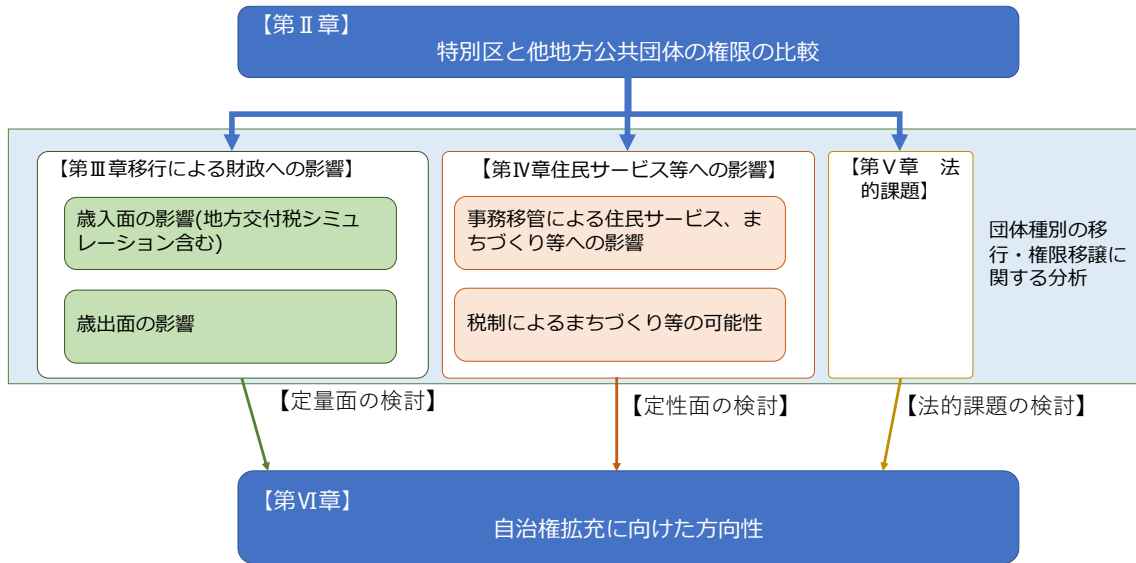 【第Ⅱ章】
特別区と他地方公共団体の権限の比較
【第Ⅲ章移行による財政への影響】
歳入面の影響(地方交付税シミュ
レーション含む)
歳出面の影響
【第Ⅳ章住民サービス等への影響】
事務移管による住民サービス、ま
ちづくり等への影響
税制によるまちづくり等の可能性
【第Ⅴ章　法
的課題】
団体種別の移
行・権限移譲に
関する分析
【定量面の検討】
【定性面の検討】
【法的課題の検討】
【第Ⅵ章】
自治権拡充に向けた方向性